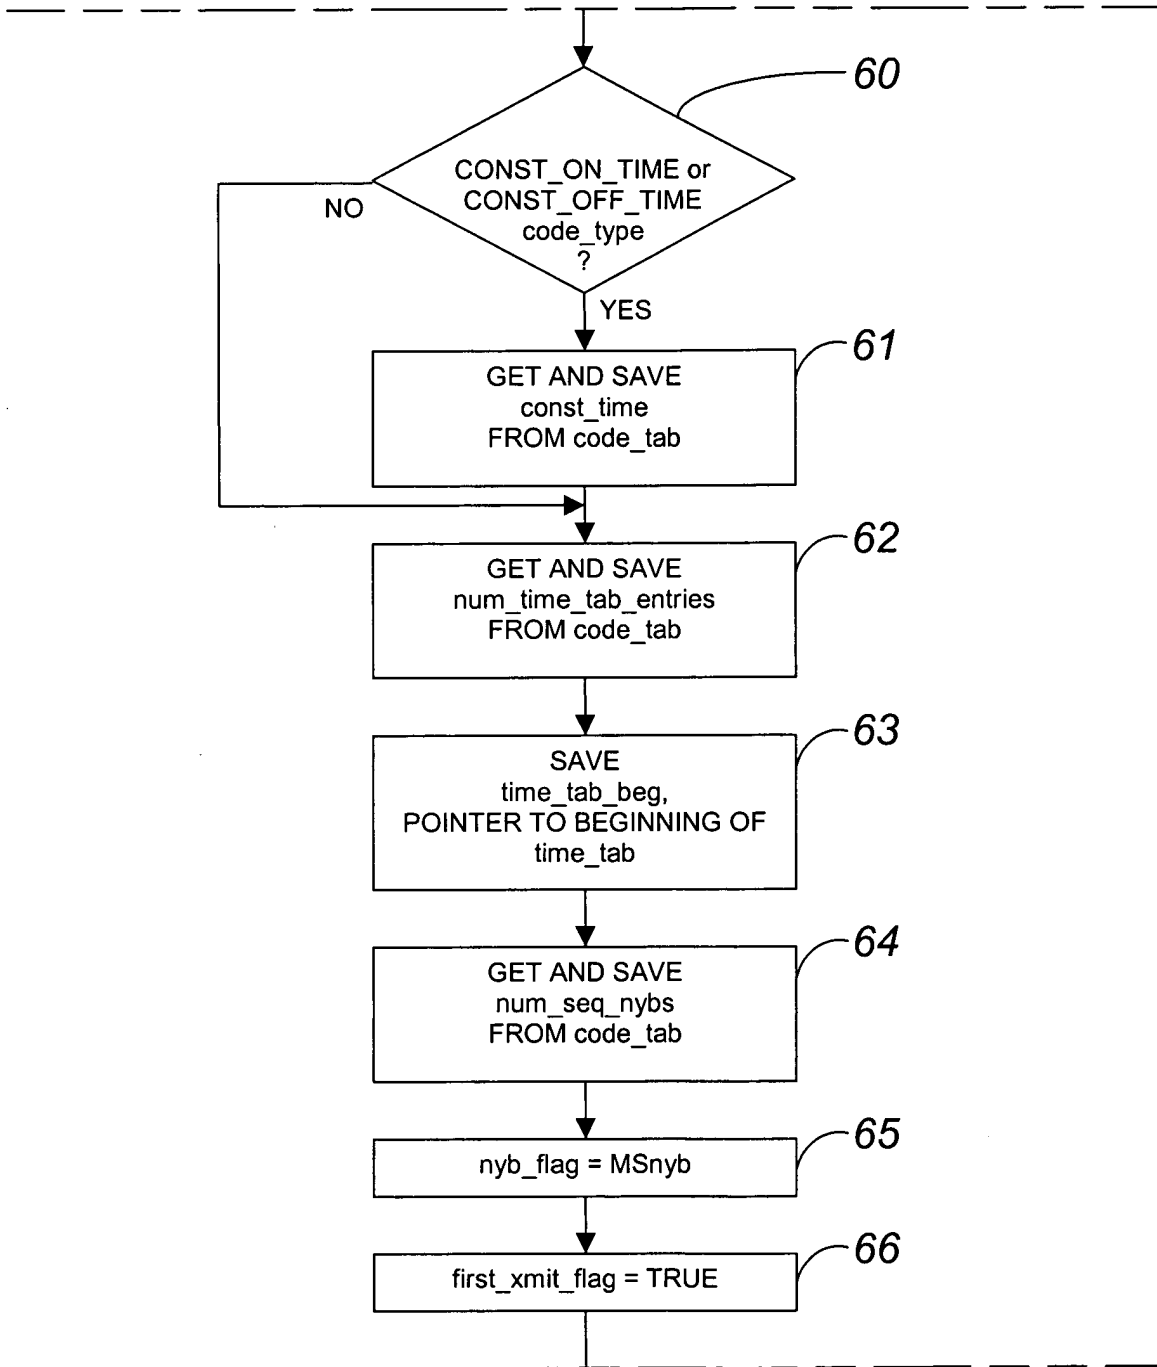 60
CONST_ON_TIME or
CONST_OFF_TIME
code_type
?
NO
YES
61
GET AND SAVE
const_time
FROM code_tab
62
GET AND SAVE
num_time_tab_entries
FROM code_tab
63
SAVE
time_tab_beg,
POINTER TO BEGINNING OF
time_tab
64
GET AND SAVE
num_seq_nybs
FROM code_tab
65
nyb_flag = MSnyb
66
first_xmit_flag = TRUE